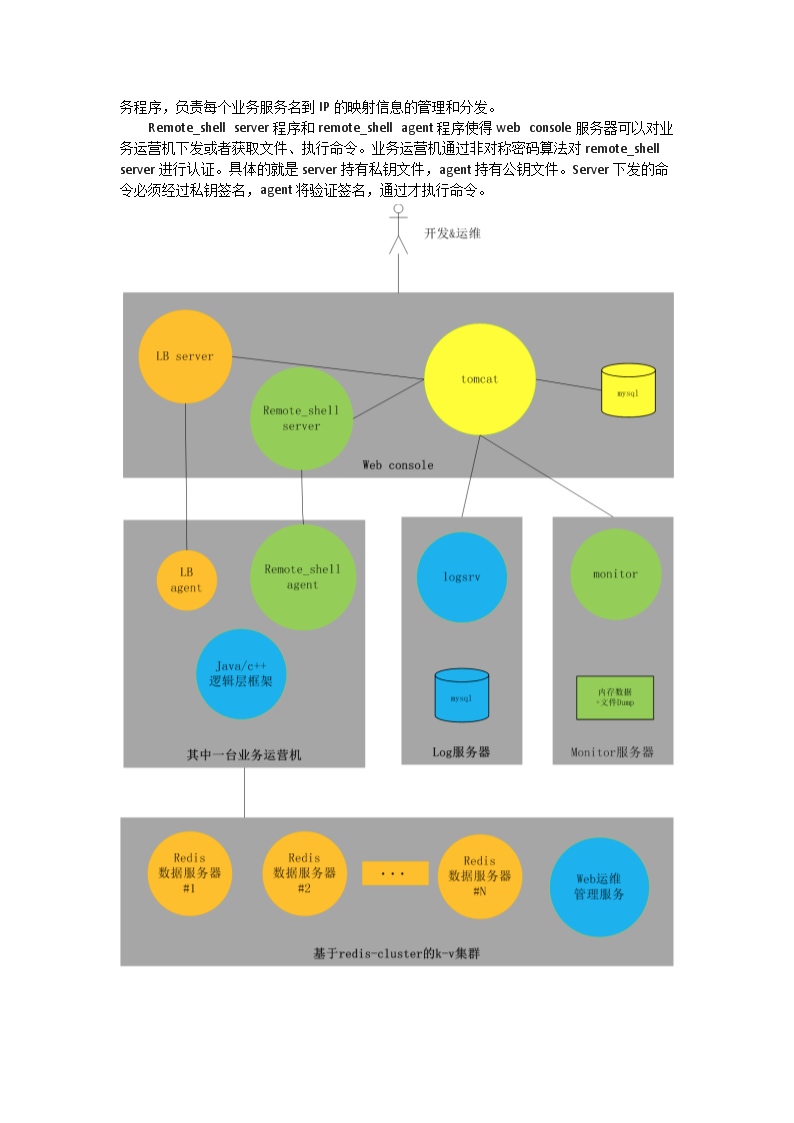 务程序，负责每个业务服务名到 IP 的映射信息的管理和分发。
Remote_shell server 程序和 remote_shell agent 程序使得 web console 服务器可以对业
务运营机下发或者获取文件、执行命令。业务运营机通过非对称密码算法对 remote_shell
server 进行认证。具体的就是 server 持有私钥文件，agent 持有公钥文件。Server 下发的命
令必须经过私钥签名，agent 将验证签名，通过才执行命令。
开发&运维
LB server
tomcat
mysql
Remote_shell
server
Web console
LB
agent
Remote_shell
agent
Java/c++
逻辑层框架
其中一台业务运营机
logsrv
mysql
Log服务器
monitor
内存数据
+文件Dump
Monitor服务器
Redis
数据服务器
#1
Redis
数据服务器
#2
...
Redis
数据服务器
#N
Web运维
管理服务
基于redis-cluster的k-v集群